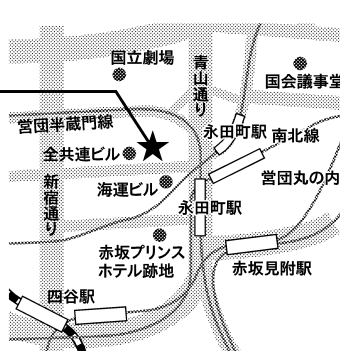 国立劇場
青山通り
国会議事堂
営団半蔵門線
永田町駅
南北線
全共連ビル
営団丸の内
海運ビル
新宿通り
永田町駅
赤坂プリンス
ホテル跡地
赤坂見附駅
四谷駅